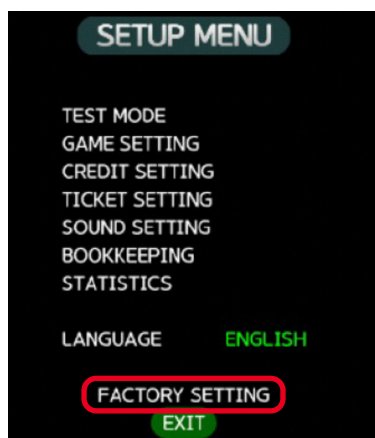 SETUP MENU
TEST MODE
GAME SETTING
CREDIT SETTING
TICKET SETTING
SOUND SETTING
BOOKKEEPING
STATISTICS
LANGUAGE ENGLISH
FACTORY SETTING
EXIT